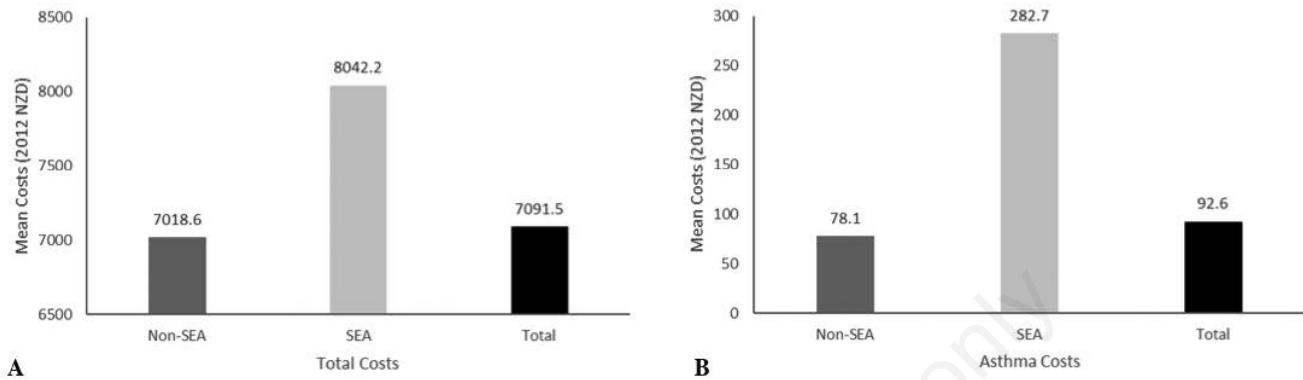 8500
8000
7500
7000
6500
Mean Costs (2012 NZD)
7018.6
8042.2
7091.5
Non-SEA
SEA
Total
Total Costs
A
300
250
200
150
100
50
0
Mean Costs (2012 NZD)
78.1
282.7
92.6
Non-SEA
SEA
Total
Asthma Costs
B
only